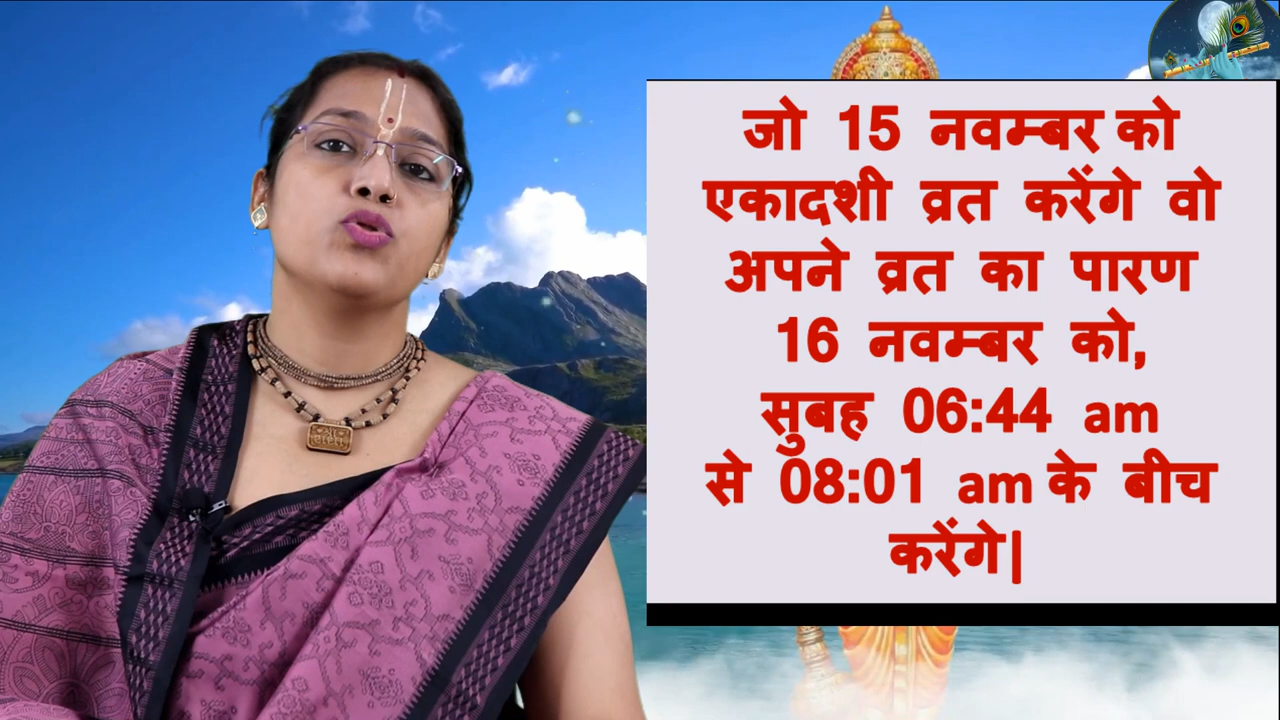 जो 15 नवम्बर को
एकादशी व्रत करेंगे वो
अपने व्रत का पारण
16 नवम्बर को,
सुबह 06:44 am
से 08:01 am के बीच
करेंगे|